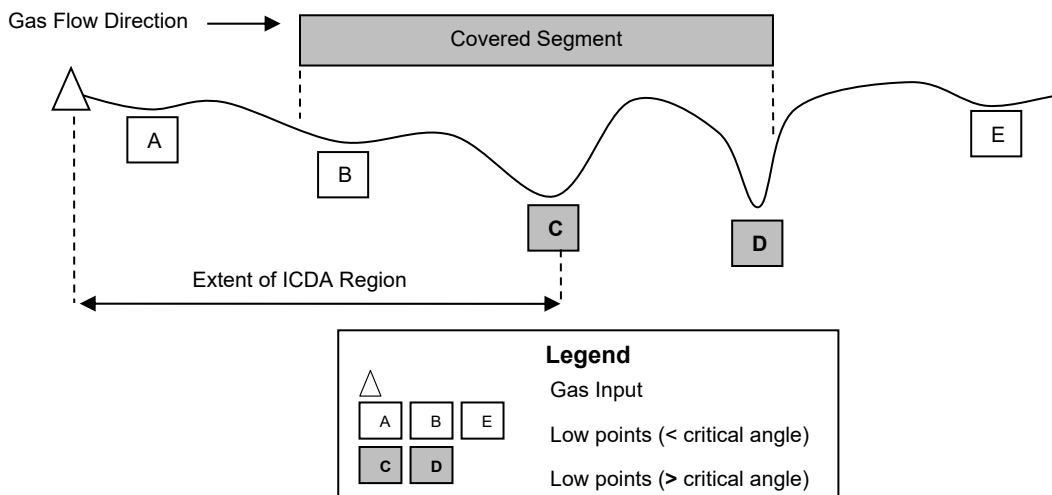 Gas Flow Direction
Covered Segment
A
B
E
C
D
Extent of ICDA Region
Legend
Gas Input
A B E
Low points (< critical angle)
C D
Low points (> critical angle)